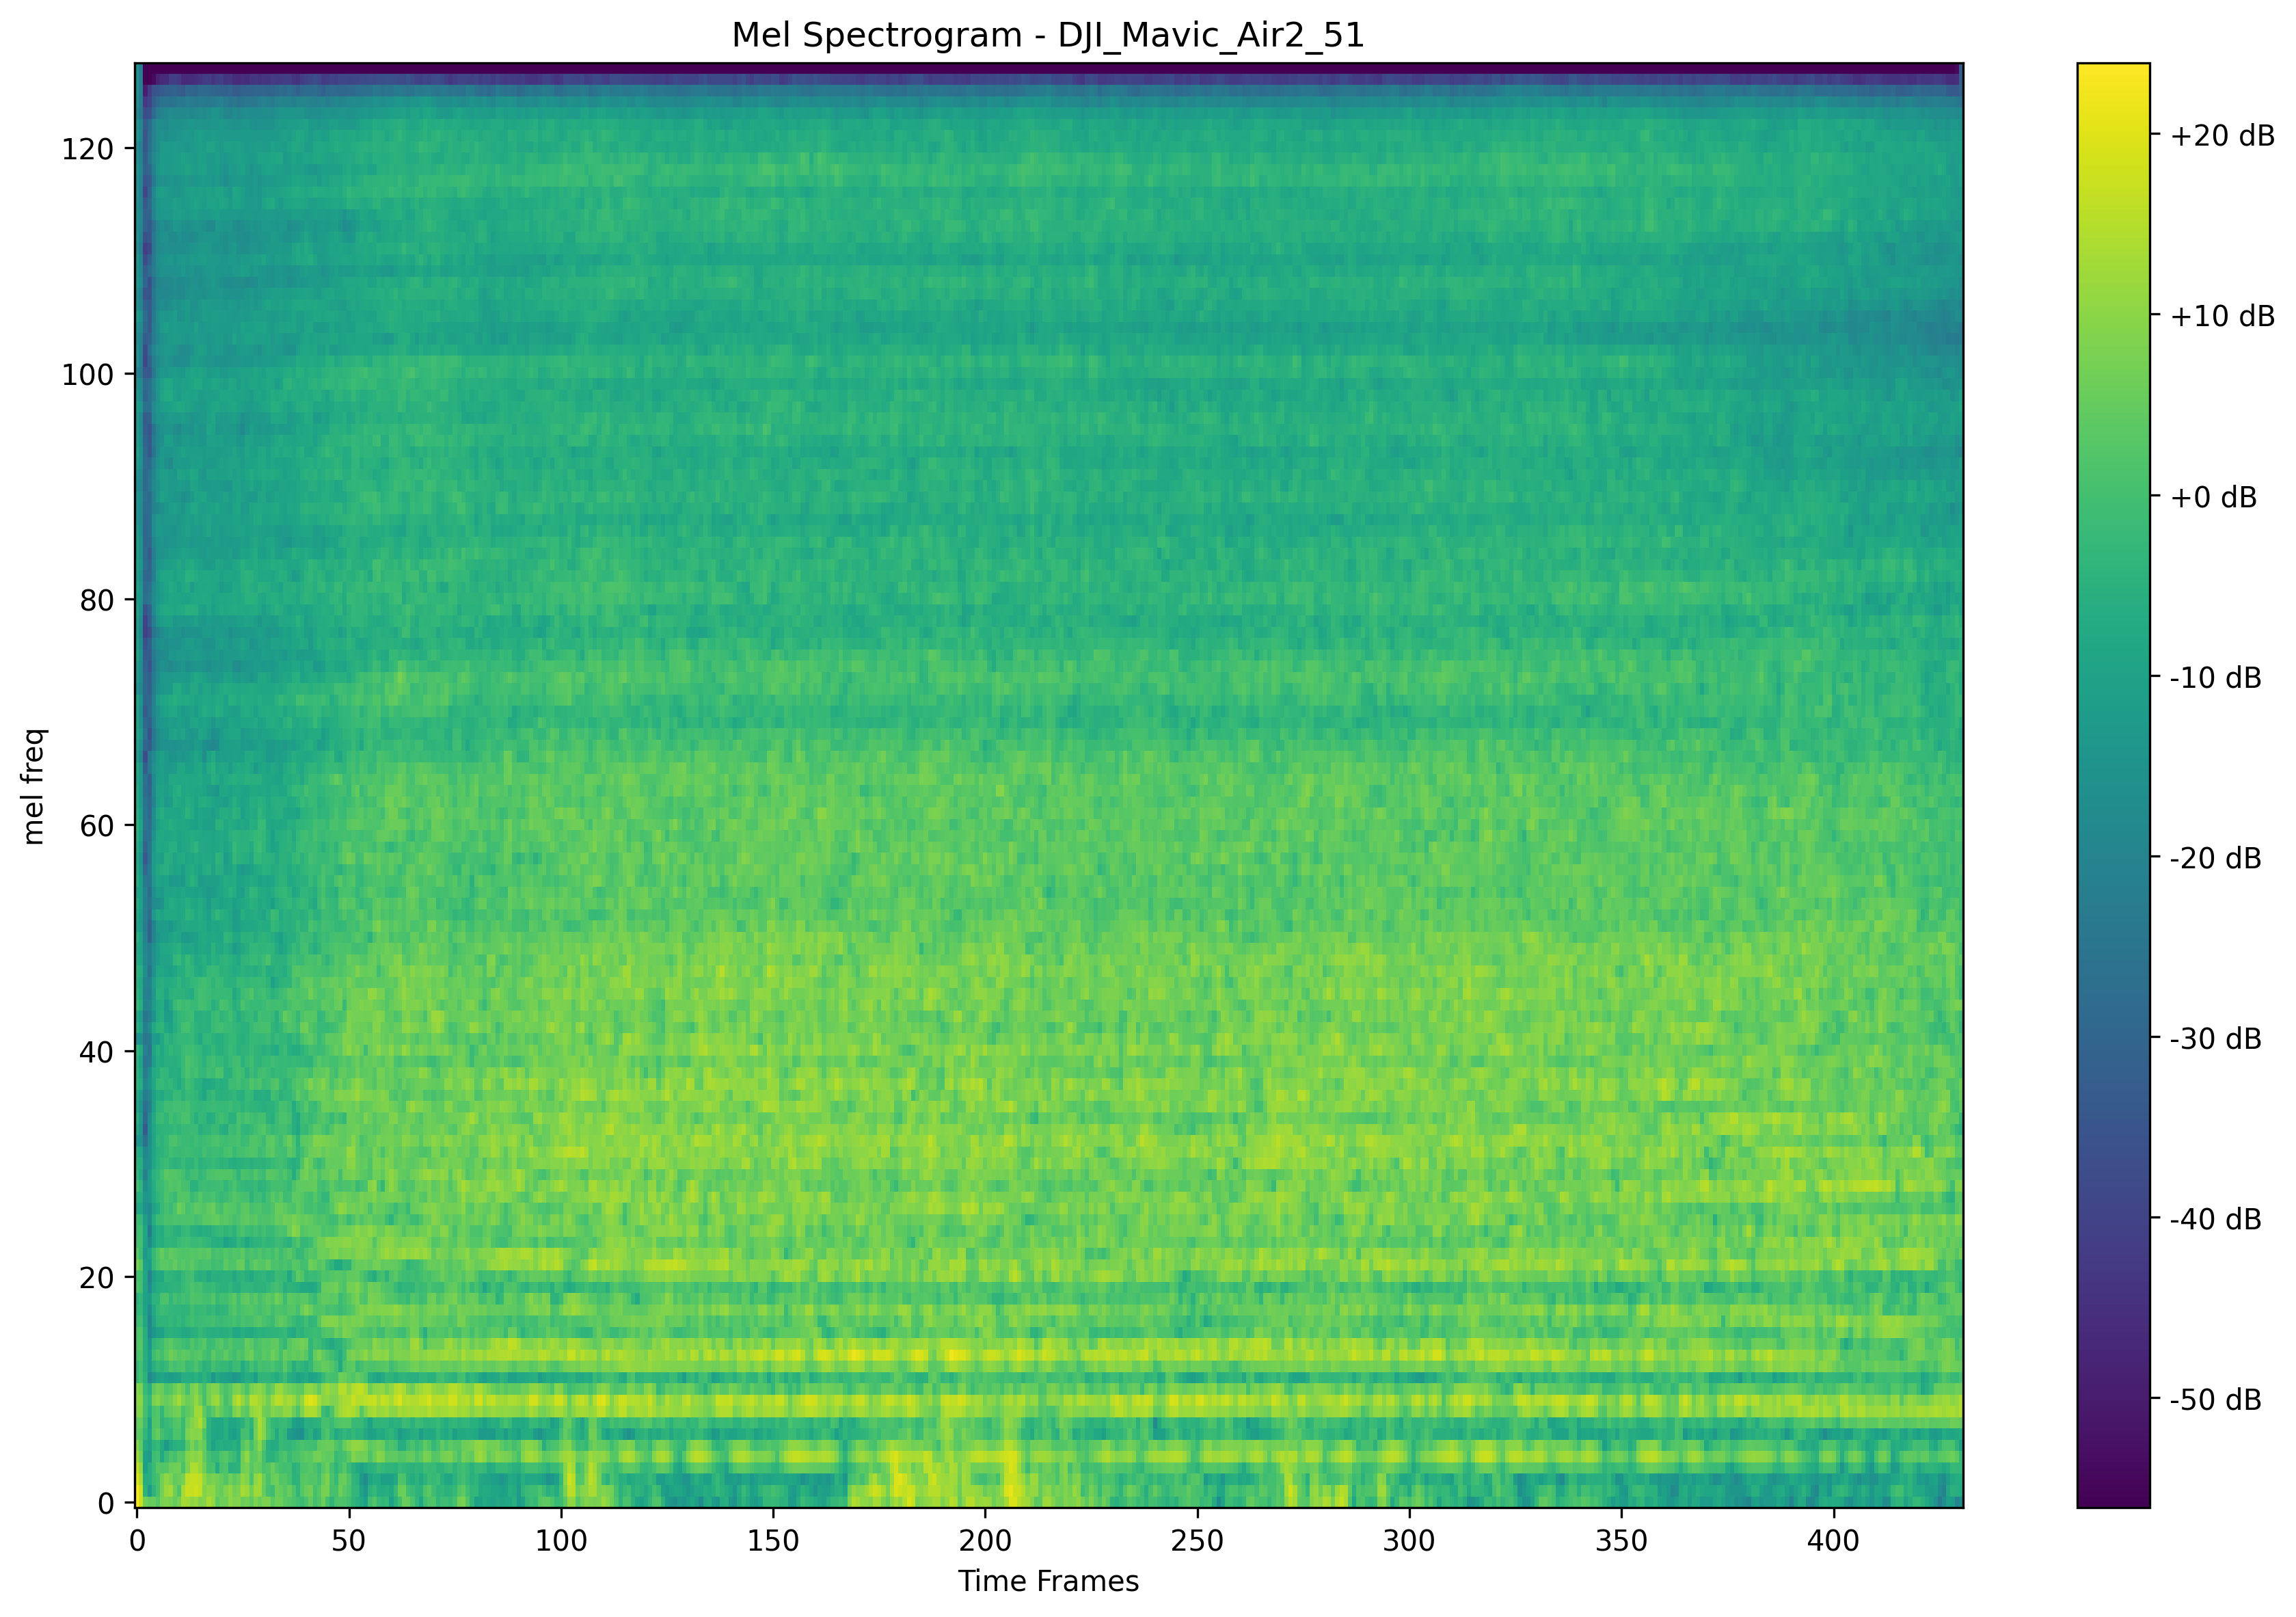 Mel Spectrogram - DJI_Mavic_Air2_51
120
100
80
60
40
20
0
mel freq
0 50 100 150 200 250 300 350 400
Time Frames
+20 dB
+10 dB
+0 dB
-10 dB
-20 dB
-30 dB
-40 dB
-50 dB